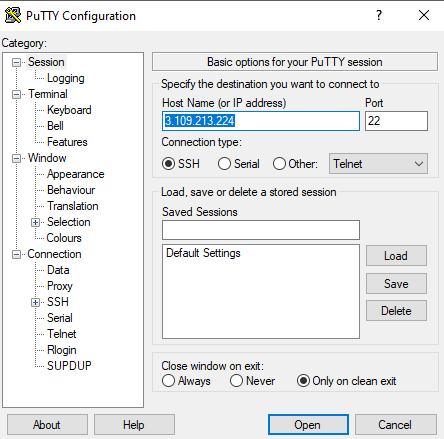 PuTTY Configuration
?
Category:
Session
Logging
Terminal
Keyboard
Bell
Features
Window
Appearance
Behaviour
Translation
Selection
Colours
Connection
Data
Proxy
SSH
Serial
Telnet
Rlogin
SUPDUP
Basic options for your PuTTY session
Specify the destination you want to connect to
Host Name (or IP address) Port
3.109.213.224 22
Connection type:
SSH Serial Other: Telnet
Load, save or delete a stored session
Saved Sessions
Default Settings
Load
Save
Delete
Close window on exit:
Always Never Only on clean exit
About Help Open Cancel